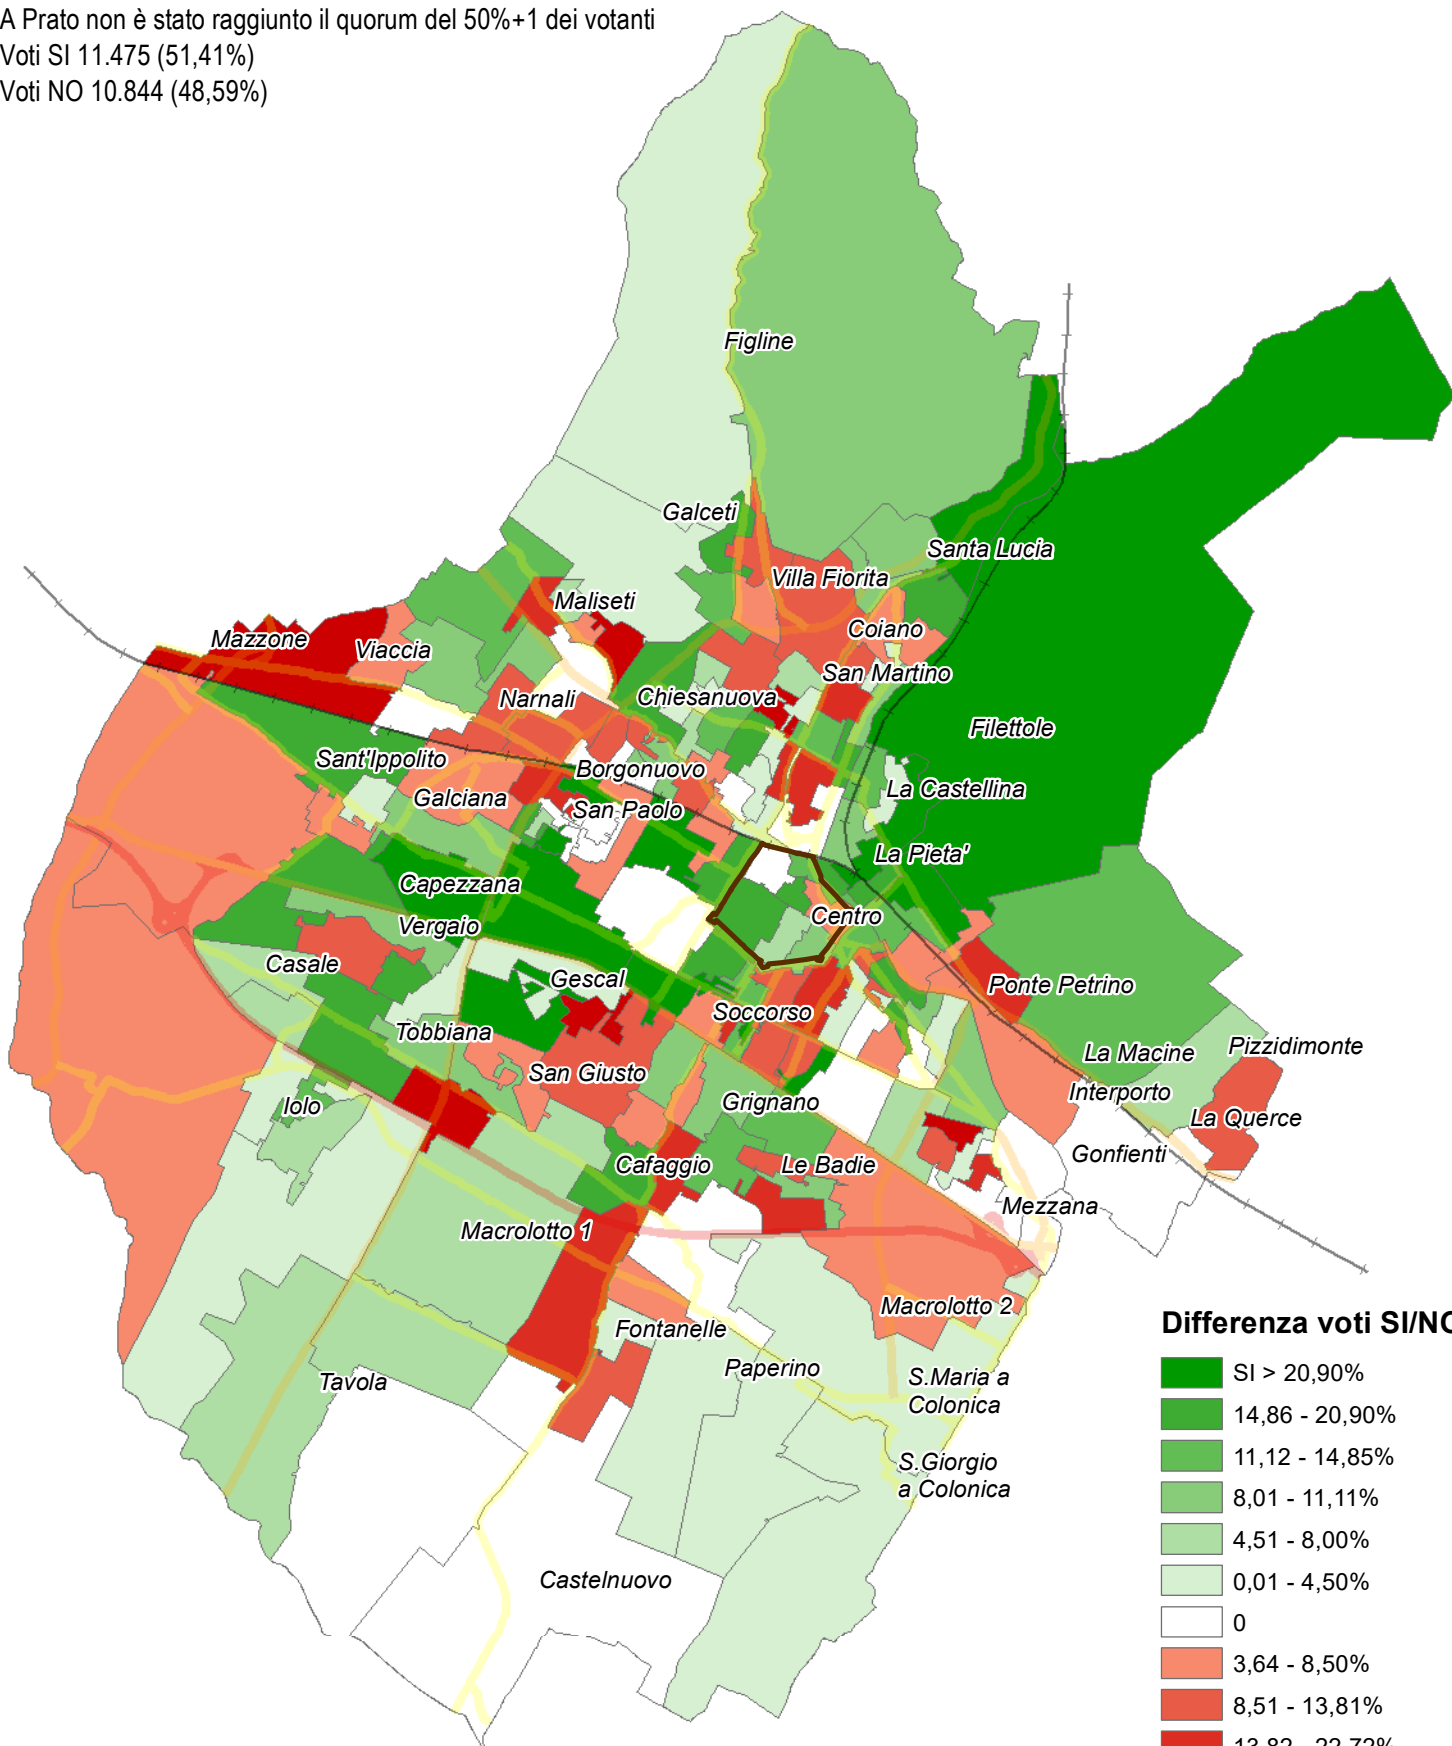 A Prato non è stato raggiunto il quorum del 50%+1 dei votanti
Voti SI 11.475 (51,41%)
Voti NO 10.844 (48,59%)
Figline
Galceti
Santa Lucia
Villa Fiorita
Maliseti
Coiano
Mazzone
Viaccia
San Martino
Narnali
Chiesanuova
Filettole
Sant'Ippolito
Borgonuovo
La Castellina
Galciana
San Paolo
La Pieta'
Capezzana
Centro
Vergaio
Casale
Gescal
Ponte Petrino
Soccorso
Tobbiana
La Macine
Pizzidimonte
San Giusto
Interporto
Iolo
Grignano
La Querce
Gonfienti
Cafaggio
Le Badie
Mezzana
Macrolotto 1
Macrolotto 2
Fontanelle
Paperino
Tavola
S.Maria a
Colonica
S.Giorgio
a Colonica
Castelnuovo
Differenza voti SI/NO
SI > 20,90%
14,86 - 20,90%
11,12 - 14,85%
8,01 - 11,11%
4,51 - 8,00%
0,01 - 4,50%
0
3,64 - 8,50%
8,51 - 13,81%
13,82 - 22,72%